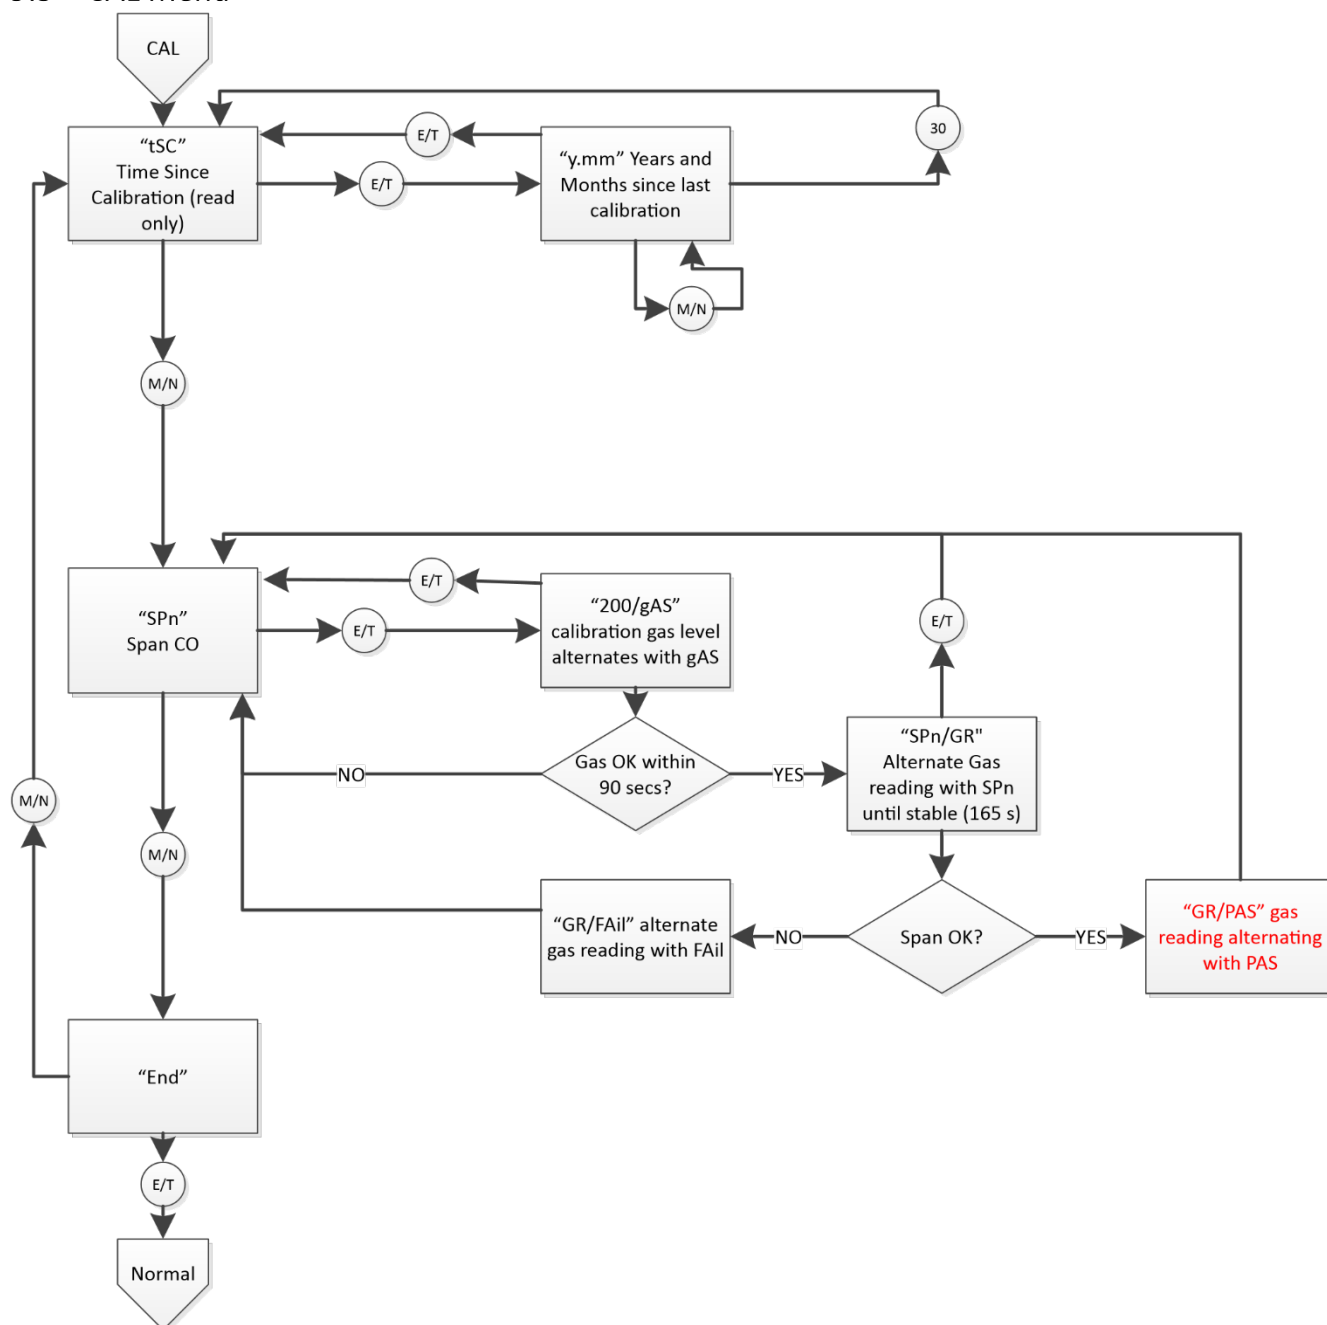 CAL
30
E/T
"tSC"
Time Since
Calibration (read
only)
"y.mm" Years and
Months since last
calibration
E/T
M/N
M/N
"SPn"
Span CO
E/T
E/T
"200/gAS"
calibration gas level
alternates with gAS
E/T
Gas OK within
90 secs?
NO
YES
"SPn/GR"
Alternate Gas
reading with SPn
until stable (165 s)
M/N
M/N
"GR/FAil" alternate
gas reading with FAil
NO
Span OK?
YES
"GR/PAS" gas
reading alternating
with PAS
"End"
E/T
Normal